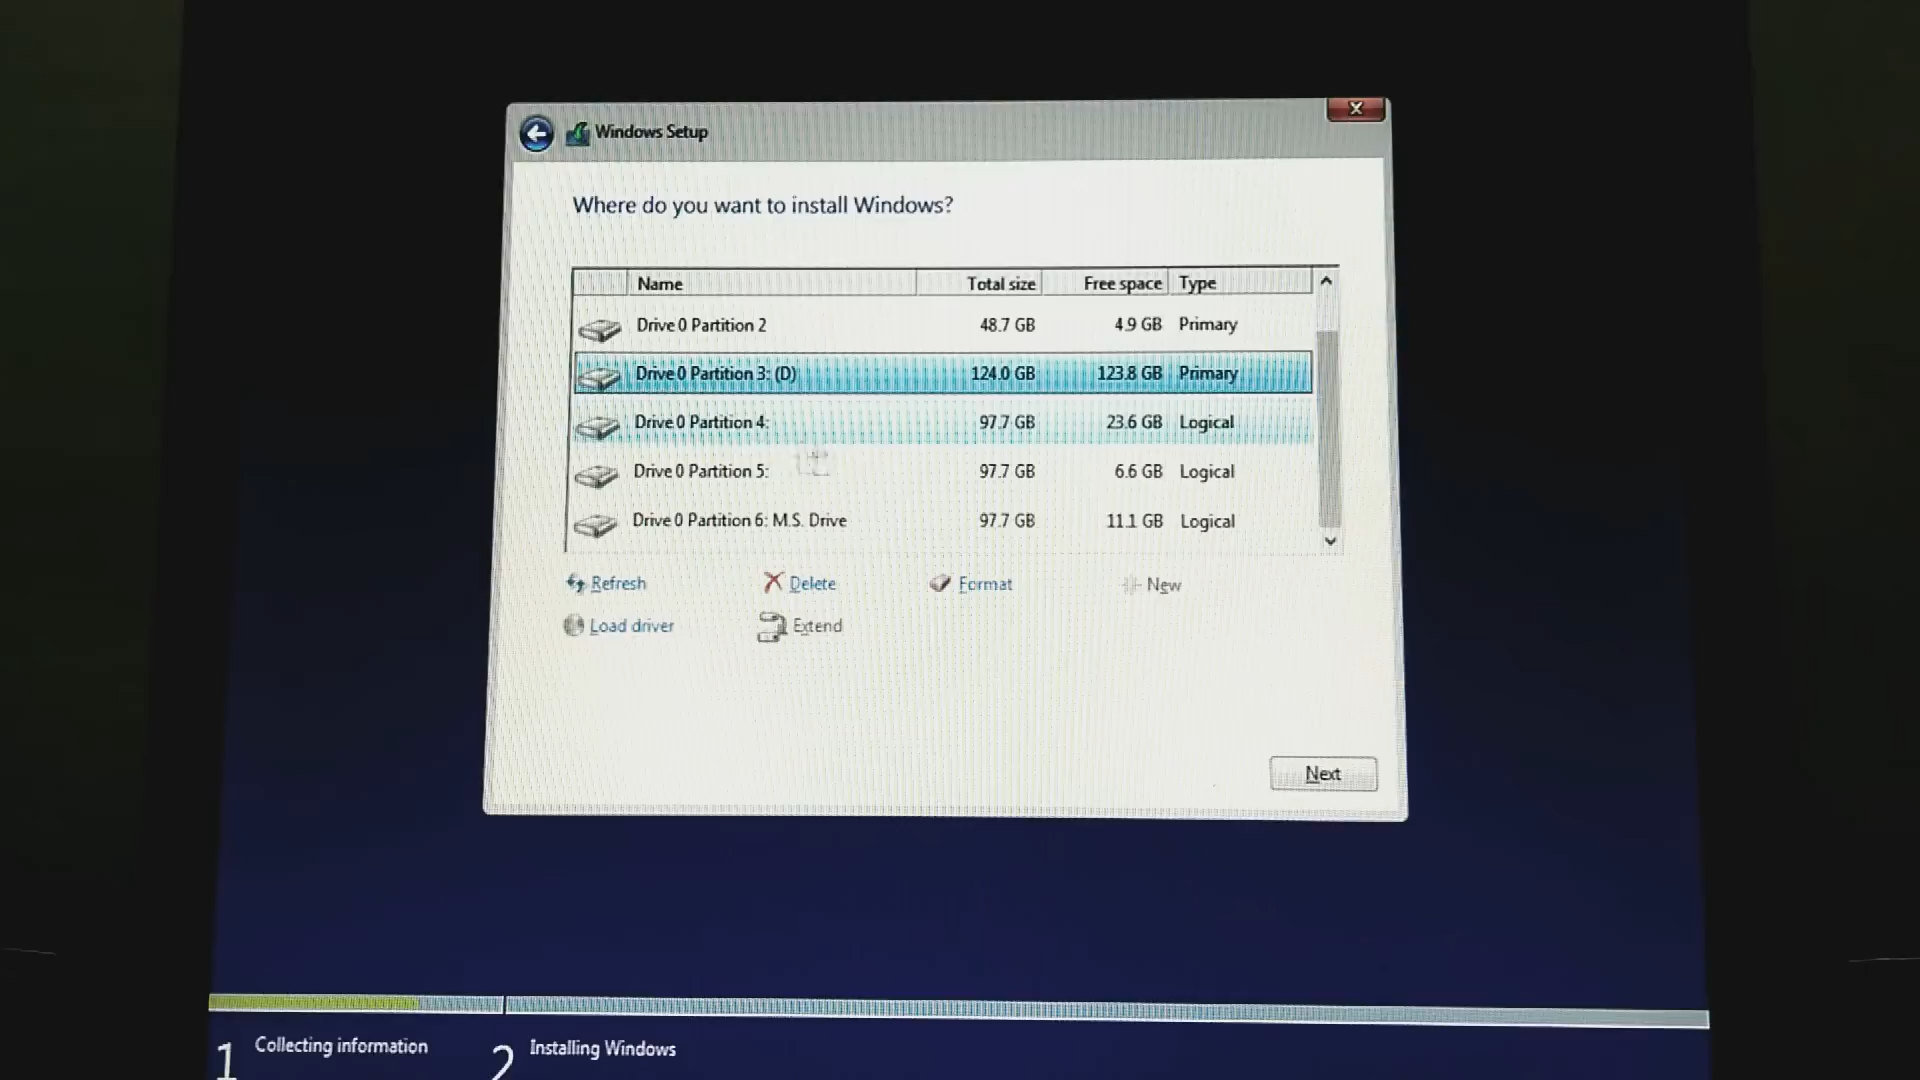 Windows Setup
Where do you want to install Windows?
Name Total size Free space Type
Drive 0 Partition 2 48.7 GB 4.9 GB Primary
Drive 0 Partition 3: (D) 124.0 GB 123.8 GB Primary
Drive 0 Partition 4: 97.7 GB 23.6 GB Logical
Drive 0 Partition 5: 97.7 GB 6.6 GB Logical
Drive 0 Partition 6: M.S. Drive 97.7 GB 11.1 GB Logical
Refresh Delete Format New
Load driver Extend
Next
1 Collecting information 2 Installing Windows